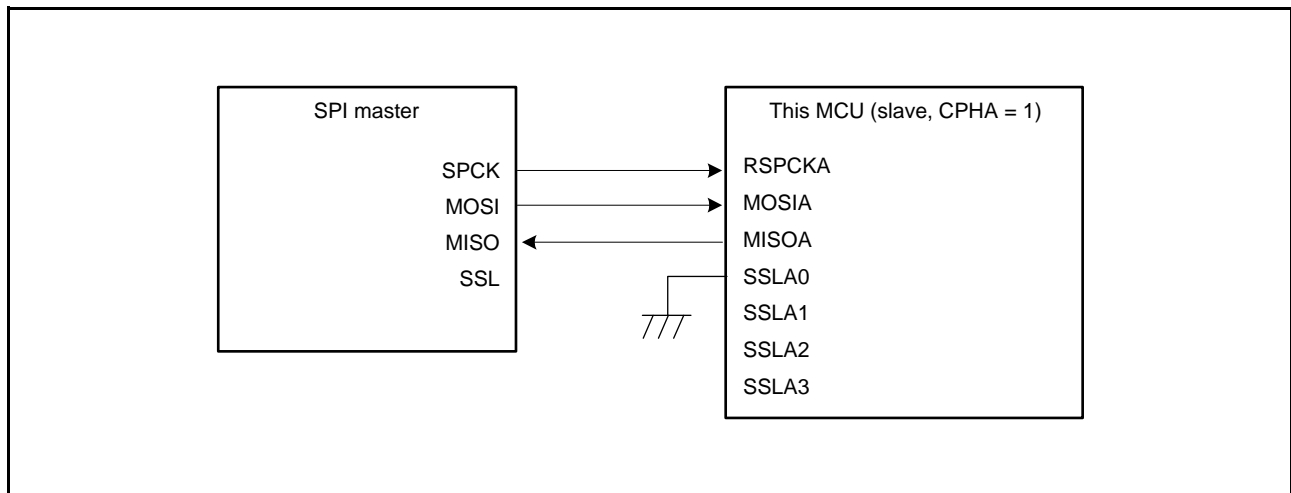 SPI master
SPCK
MOSI
MISO
SSL
This MCU (slave, CPHA = 1)
RSPCKA
MOSIA
MISOA
SSLA0
SSLA1
SSLA2
SSLA3